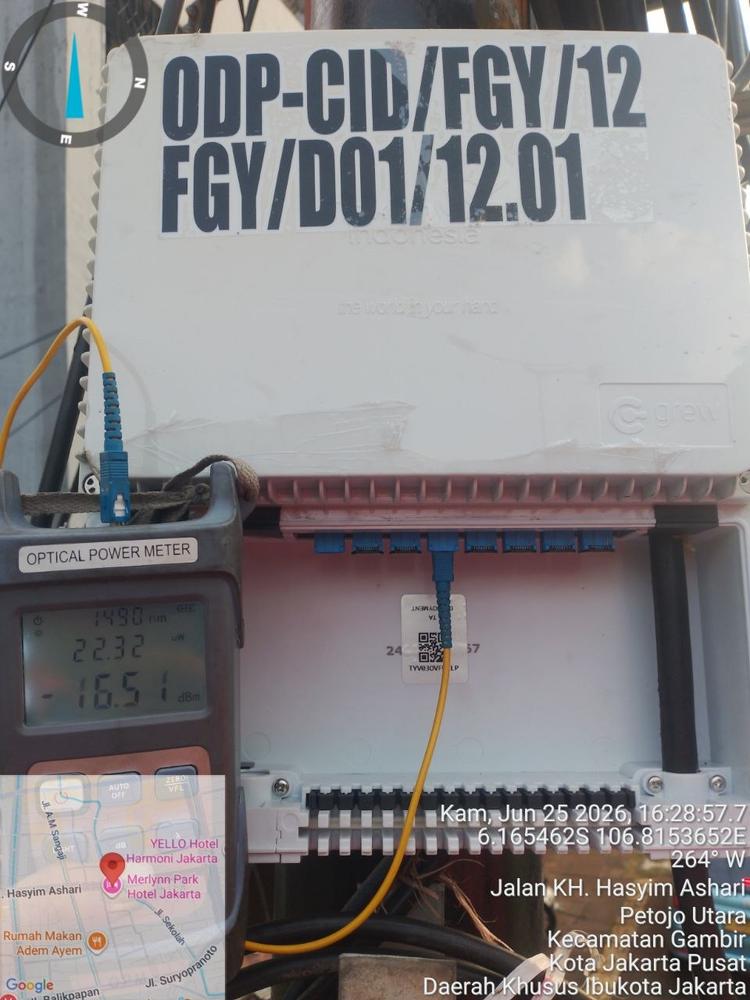 W
S
N
E
ODP-CID/FGY/12
FGY/D01/12.01
indonesia
the world in your hand
grew
OPTICAL POWER METER
1490 nm
22.32 uW
-16.51 dBm
DEPLOYMENT
AUTO OFF
ZERO VFL
dB
Jl. A.M Sangaji
YELLO Hotel
Harmoni Jakarta
Merlynn Park
Hotel Jakarta
. Hasyim Ashari
Jl. Sekolah
Rumah Makan
Adem Ayem
Jl. Suryopranoto
Google
Balikpapan
Kam, Jun 25 2026, 16:28:57.7
6.165462S 106.8153652E
264° W
Jalan KH. Hasyim Ashari
Petojo Utara
Kecamatan Gambir
Kota Jakarta Pusat
Daerah Khusus Ibukota Jakarta